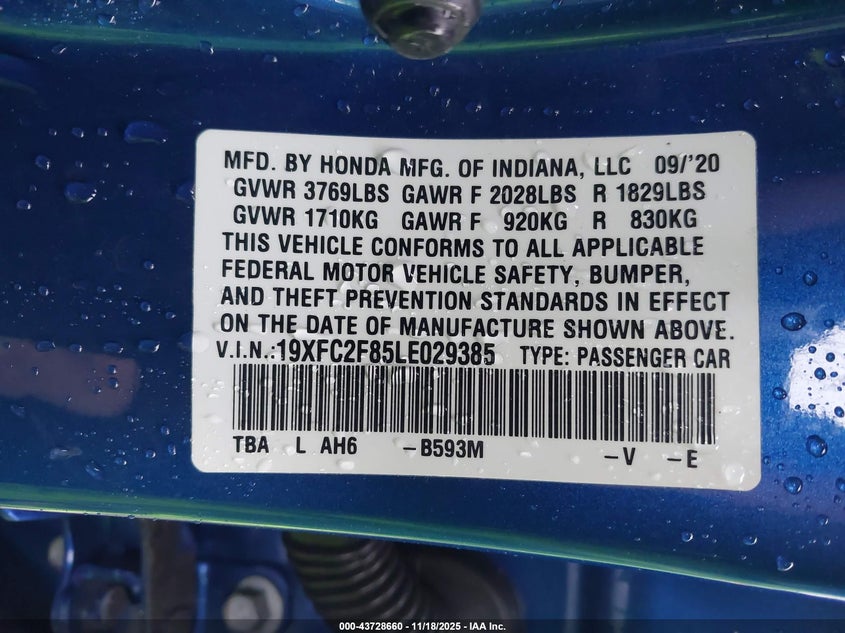 MFD. BY HONDA MFG. OF INDIANA, LLC 09/'20
GVWR 3769LBS GAWR F 2028LBS R 1829LBS
GVWR 1710KG GAWR F 920KG R 830KG
THIS VEHICLE CONFORMS TO ALL APPLICABLE
FEDERAL MOTOR VEHICLE SAFETY, BUMPER,
AND THEFT PREVENTION STANDARDS IN EFFECT
ON THE DATE OF MANUFACTURE SHOWN ABOVE.
V.I.N.:19XFC2F85LE029385 TYPE: PASSENGER CAR
TBA L AH6 -B593M -V -E
000-43728660 - 11/18/2025 - IAA Inc.